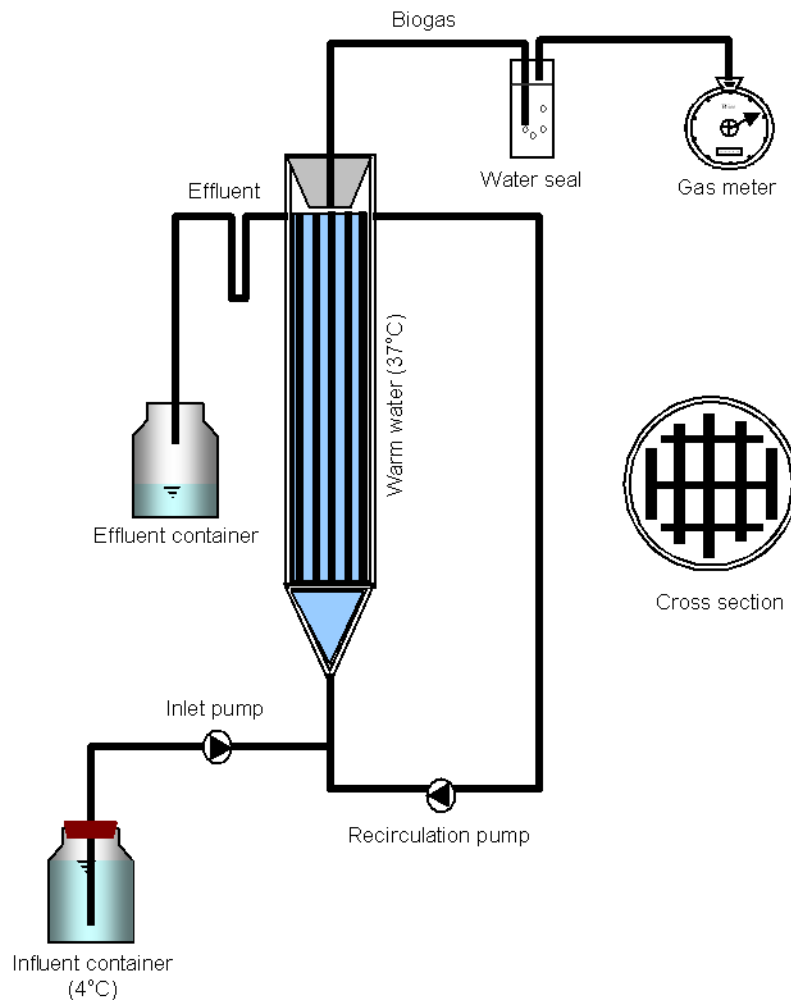 Biogas
Water seal
Gas meter
Effluent
Warm water (37°C)
Effluent container
Cross section
Inlet pump
Recirculation pump
Influent container
(4°C)